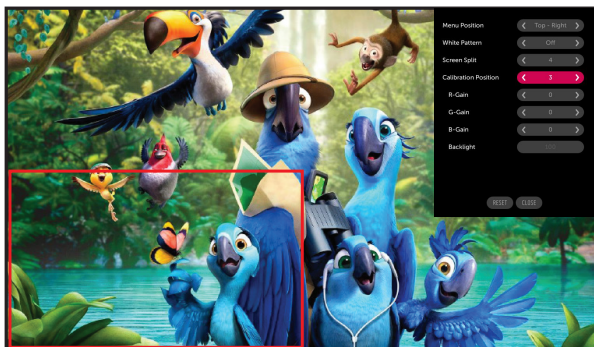 Menu Position < Top - Right >
White Pattern < Off >
Screen Split < 4 >
Calibration Position < 3 >
R-Gain < 0 >
G-Gain < 0 >
B-Gain < 0 >
Backlight
RESET CLOSE